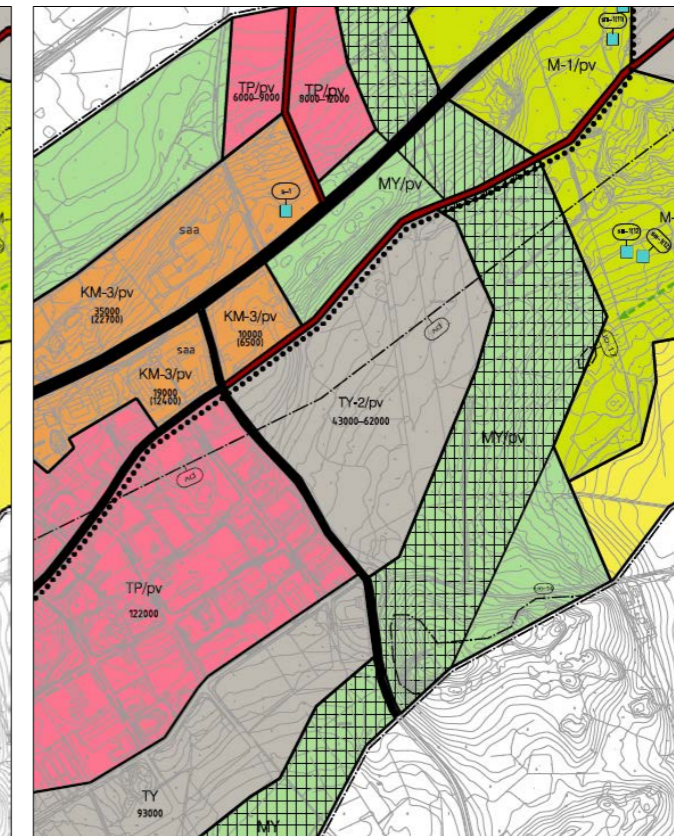 M-1/pv
TP/pv
6000–9000
TP/pv
8000–12000
MY/pv
saa
KM-3/pv
35000
(22700)
KM-3/pv
10000
(6500)
saa
KM-3/pv
19000
(12400)
TY-2/pv
43000–62000
MY/pv
M-
pv
pv
TP/pv
122000
TY
93000
MY